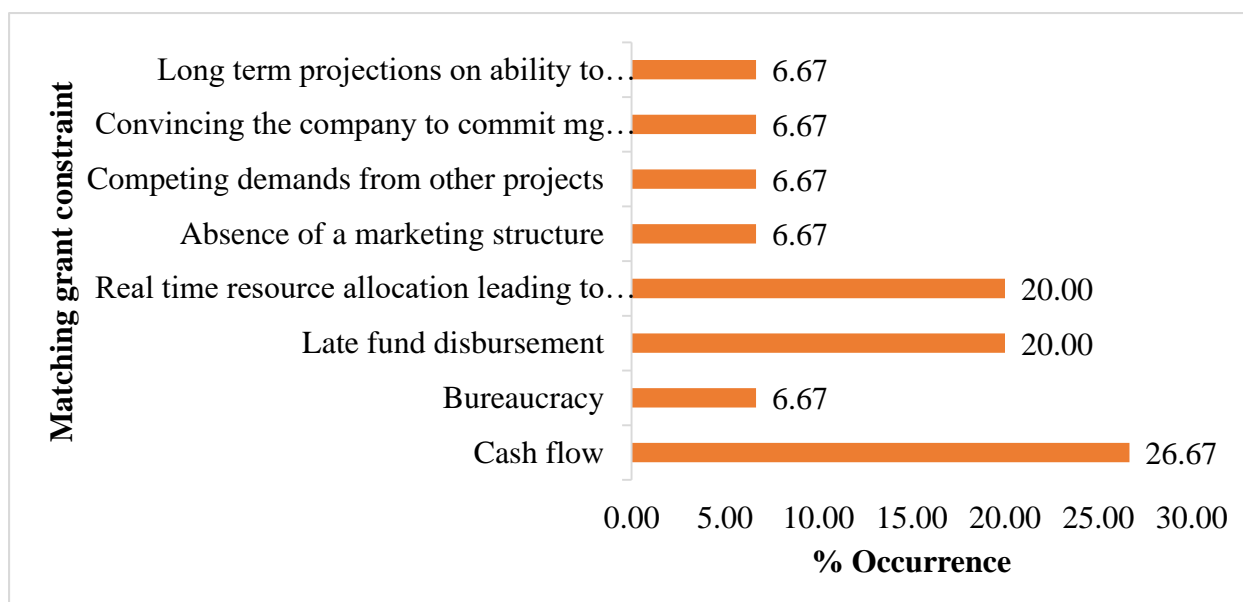 Matching grant constraint
Long term projections on ability to…
6.67
Convincing the company to commit mg…
6.67
Competing demands from other projects
6.67
Absence of a marketing structure
6.67
Real time resource allocation leading to…
20.00
Late fund disbursement
20.00
Bureaucracy
6.67
Cash flow
26.67
0.00 5.00 10.00 15.00 20.00 25.00 30.00
% Occurrence